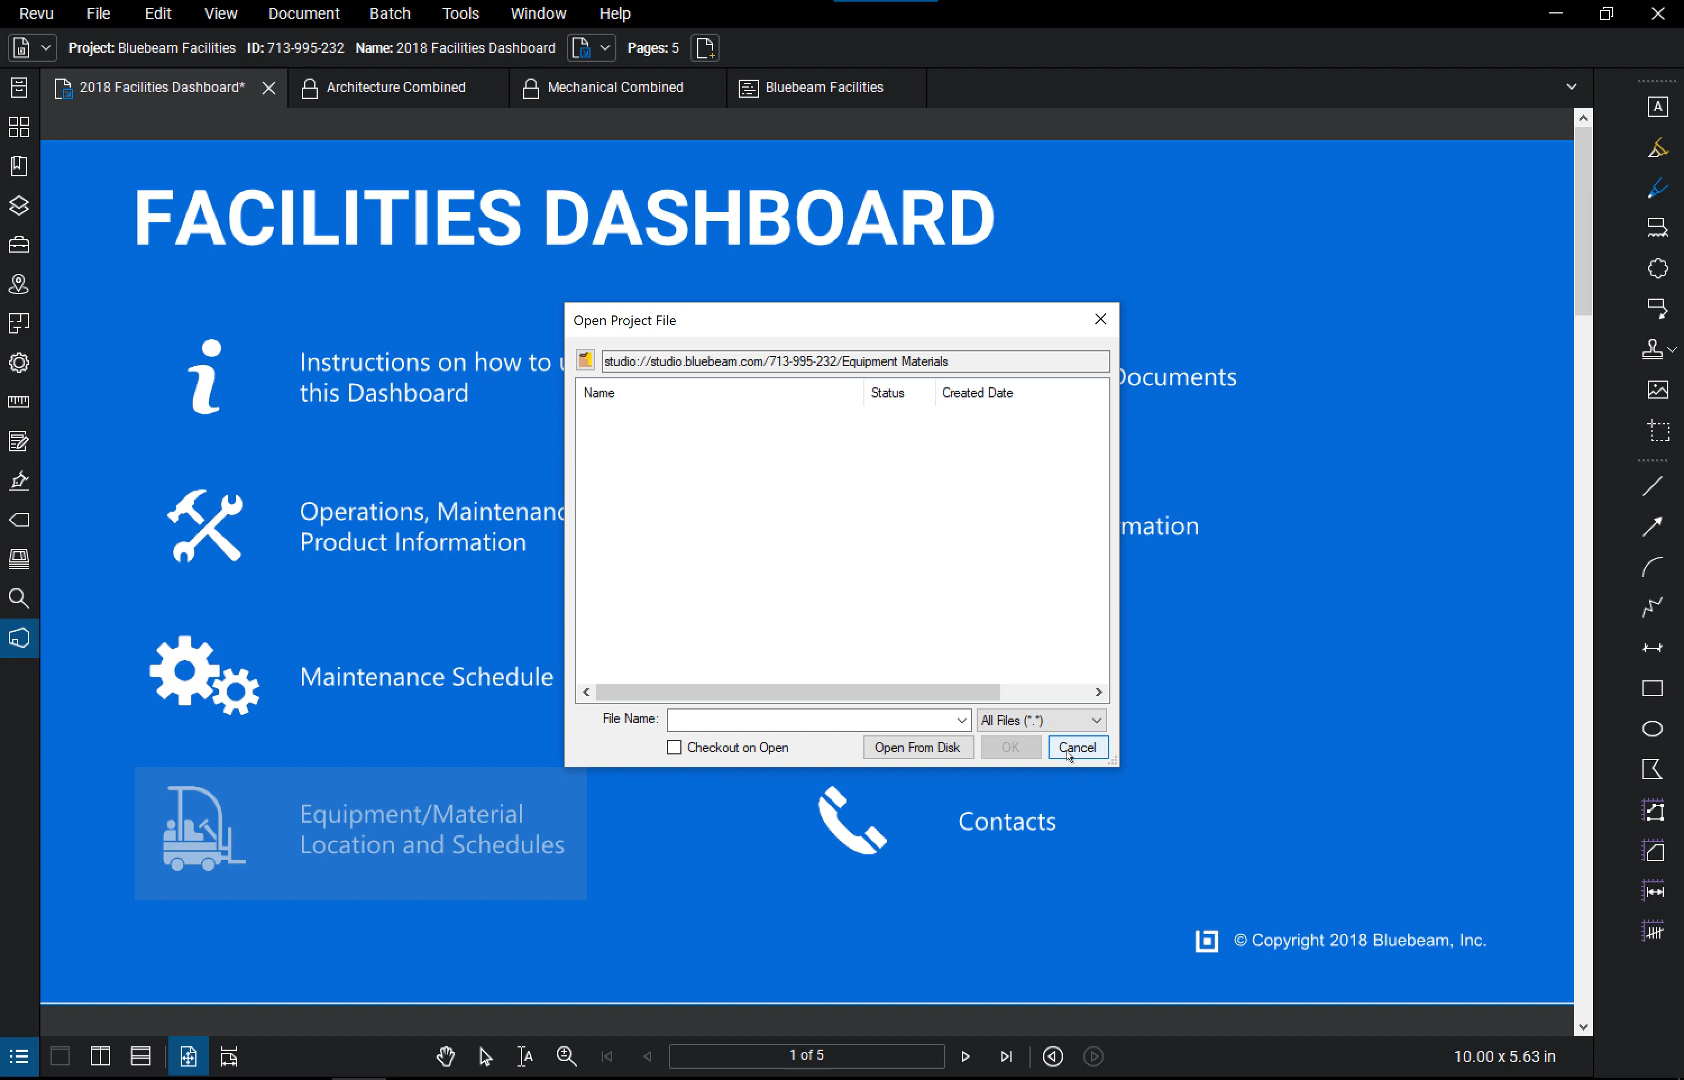 Revu File Edit View Document Batch Tools Window Help
Project: Bluebeam Facilities ID: 713-995-232 Name: 2018 Facilities Dashboard Pages: 5
2018 Facilities Dashboard* Architecture Combined Mechanical Combined Bluebeam Facilities
FACILITIES DASHBOARD
Instructions on how to
this Dashboard
Operations, Maintenanc
Product Information
Maintenance Schedule
Equipment/Material
Location and Schedules
Open Project File
studio://studio.bluebeam.com/713-995-232/Equipment Materials
Name Status Created Date
File Name: All Files (*.*)
Checkout on Open Open From Disk OK Cancel
Documents
mation
Contacts
© Copyright 2018 Bluebeam, Inc.
1 of 5
10.00 x 5.63 in